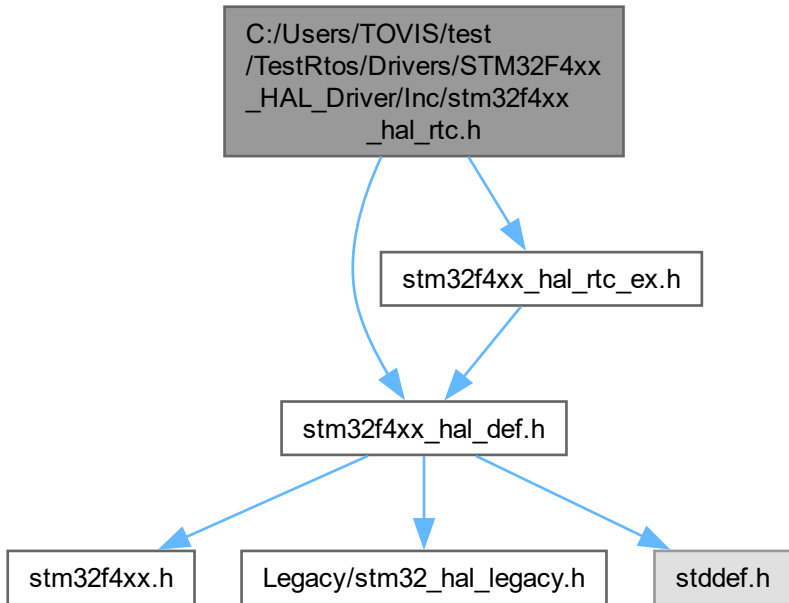 C:/Users/TOVIS/test
/TestRtos/Drivers/STM32F4xx
_HAL_Driver/Inc/stm32f4xx
_hal_rtc.h
stm32f4xx_hal_rtc_ex.h
stm32f4xx_hal_def.h
stm32f4xx.h
Legacy/stm32_hal_legacy.h
stddef.h